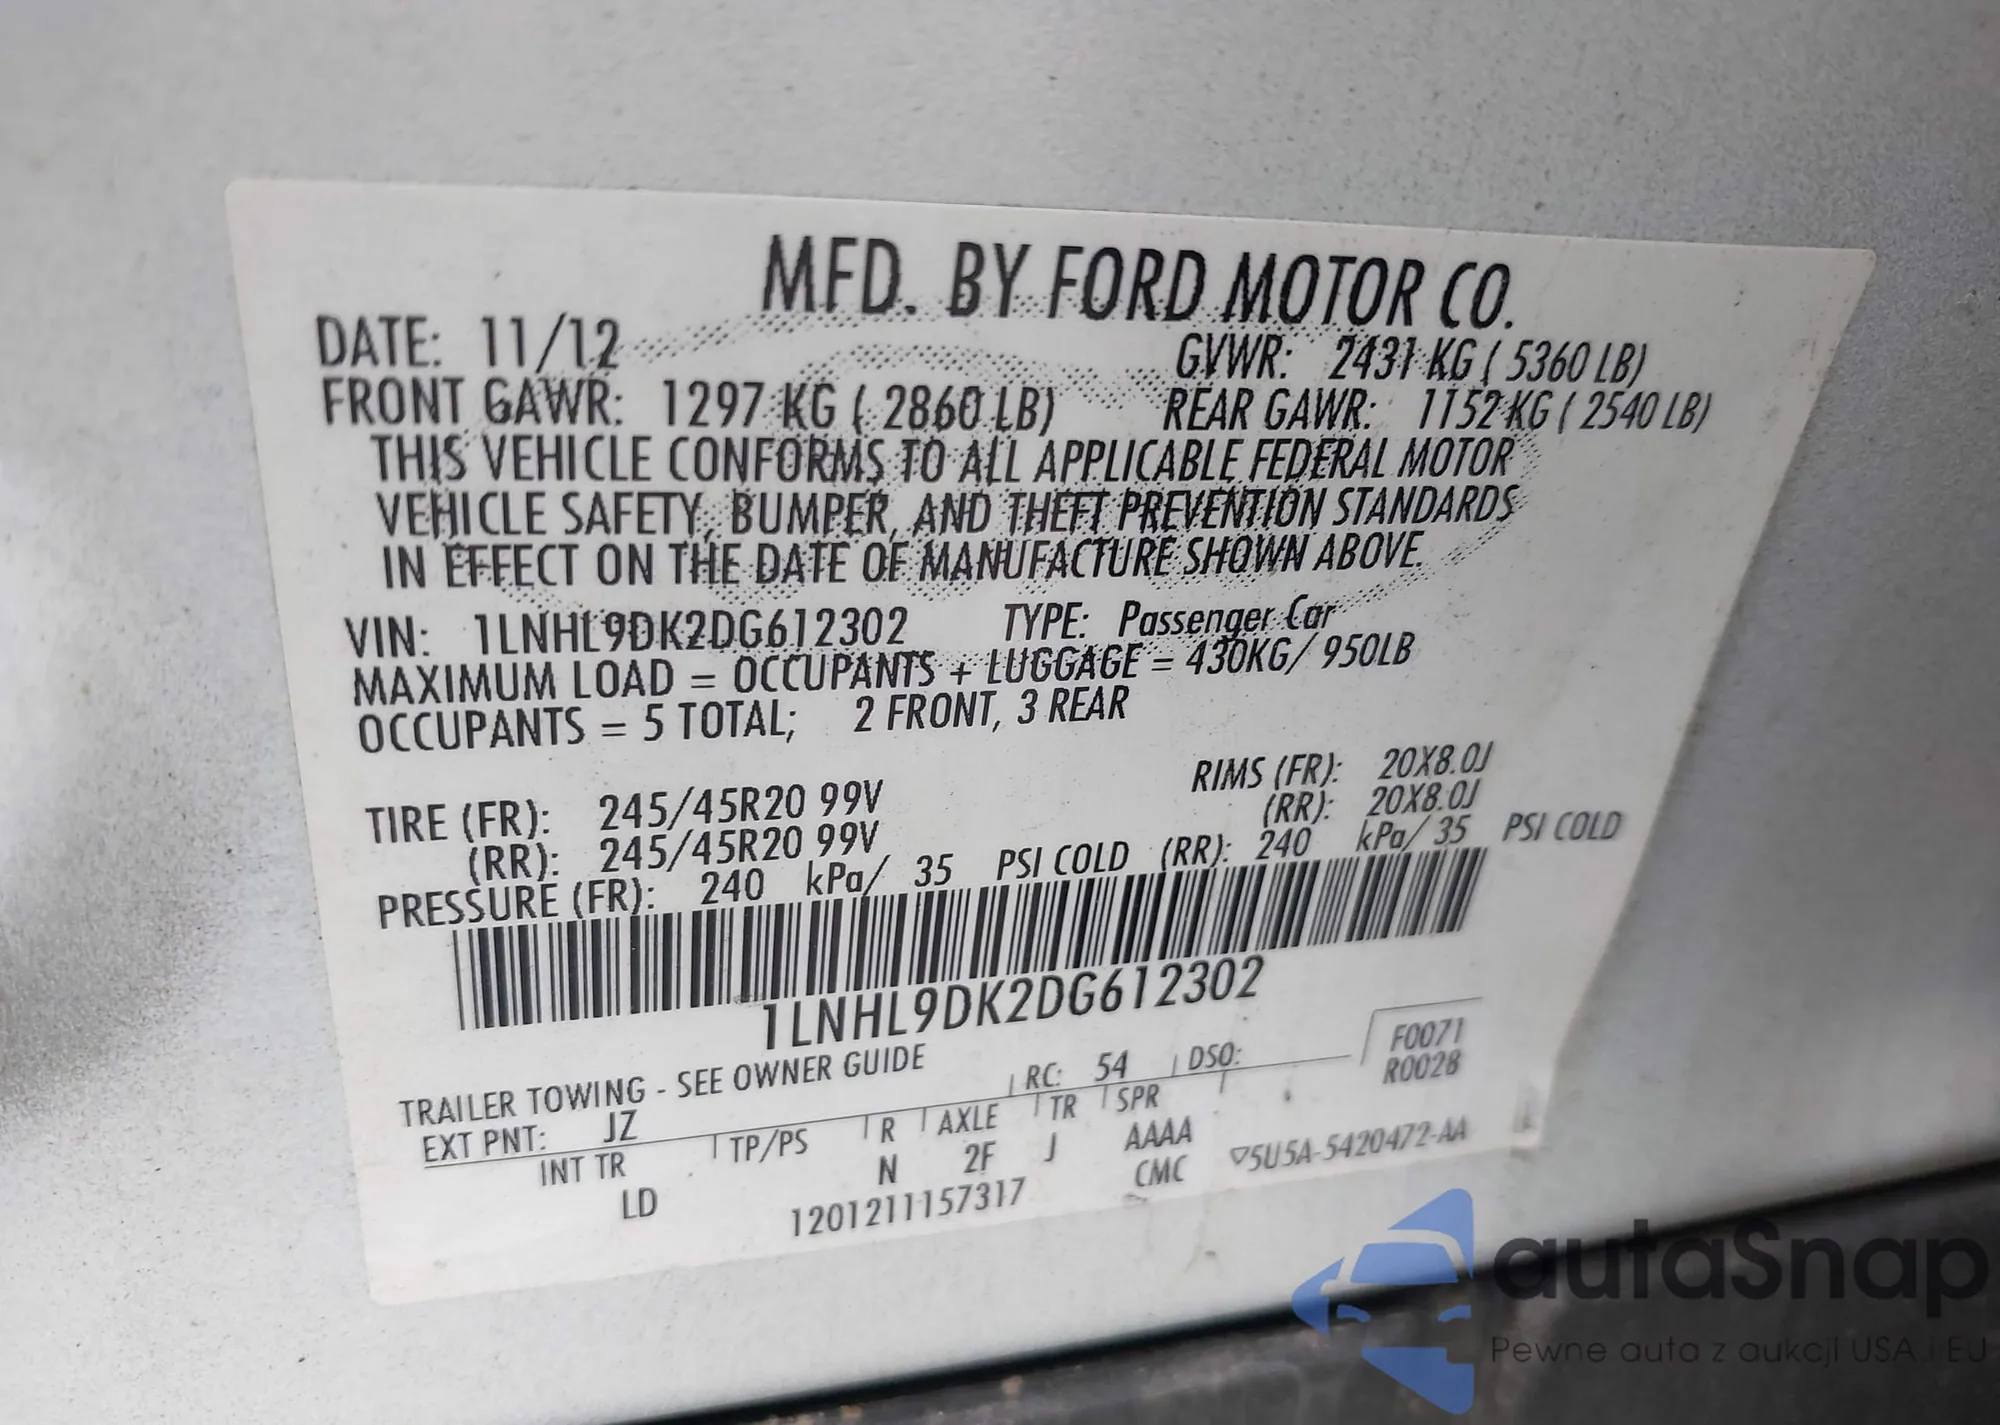 MFD. BY FORD MOTOR CO.
DATE: 11/12 GVWR: 2431 KG ( 5360 LB)
FRONT GAWR: 1297 KG ( 2860 LB) REAR GAWR: 1152 KG ( 2540 LB)
THIS VEHICLE CONFORMS TO ALL APPLICABLE FEDERAL MOTOR
VEHICLE SAFETY, BUMPER, AND THEFT PREVENTION STANDARDS
IN EFFECT ON THE DATE OF MANUFACTURE SHOWN ABOVE.
VIN: 1LNHL9DK2DG612302 TYPE: Passenger Car
MAXIMUM LOAD = OCCUPANTS + LUGGAGE = 430KG/ 950LB
OCCUPANTS = 5 TOTAL; 2 FRONT, 3 REAR
TIRE (FR): 245/45R20 99V RIMS (FR): 20X8.0J
(RR): 245/45R20 99V (RR): 20X8.0J
PRESSURE (FR): 240 kPa/ 35 PSI COLD (RR): 240 kPa/ 35 PSI COLD
1LNHL9DK2DG612302
TRAILER TOWING - SEE OWNER GUIDE
EXT PNT: JZ RC: 54 DSO: F0071
R0028
INT TR TP/PS R AXLE TR SPR
LD N 2F J AAAA
1201211157317 CMC ▽5U5A-5420472-AA
autaSnap
Pewne auta z aukcji USA i EU